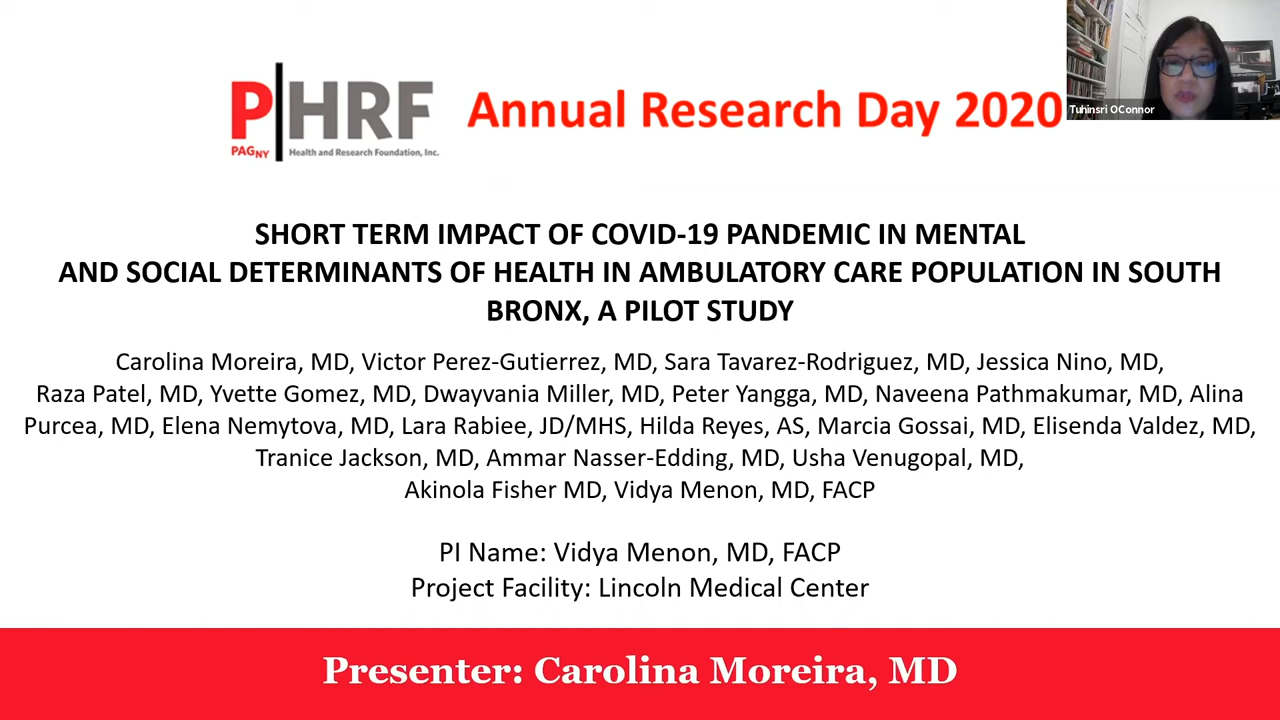 P|HRF
PAGNY Health and Research Foundation, Inc.
Annual Research Day 2020
Tuhinsri OConnor
SHORT TERM IMPACT OF COVID-19 PANDEMIC IN MENTAL
AND SOCIAL DETERMINANTS OF HEALTH IN AMBULATORY CARE POPULATION IN SOUTH
BRONX, A PILOT STUDY
Carolina Moreira, MD, Victor Perez-Gutierrez, MD, Sara Tavarez-Rodriguez, MD, Jessica Nino, MD,
Raza Patel, MD, Yvette Gomez, MD, Dwayvania Miller, MD, Peter Yangga, MD, Naveena Pathmakumar, MD, Alina
Purcea, MD, Elena Nemytova, MD, Lara Rabiee, JD/MHS, Hilda Reyes, AS, Marcia Gossai, MD, Elisenda Valdez, MD,
Tranice Jackson, MD, Ammar Nasser-Edding, MD, Usha Venugopal, MD,
Akinola Fisher MD, Vidya Menon, MD, FACP
PI Name: Vidya Menon, MD, FACP
Project Facility: Lincoln Medical Center
Presenter: Carolina Moreira, MD